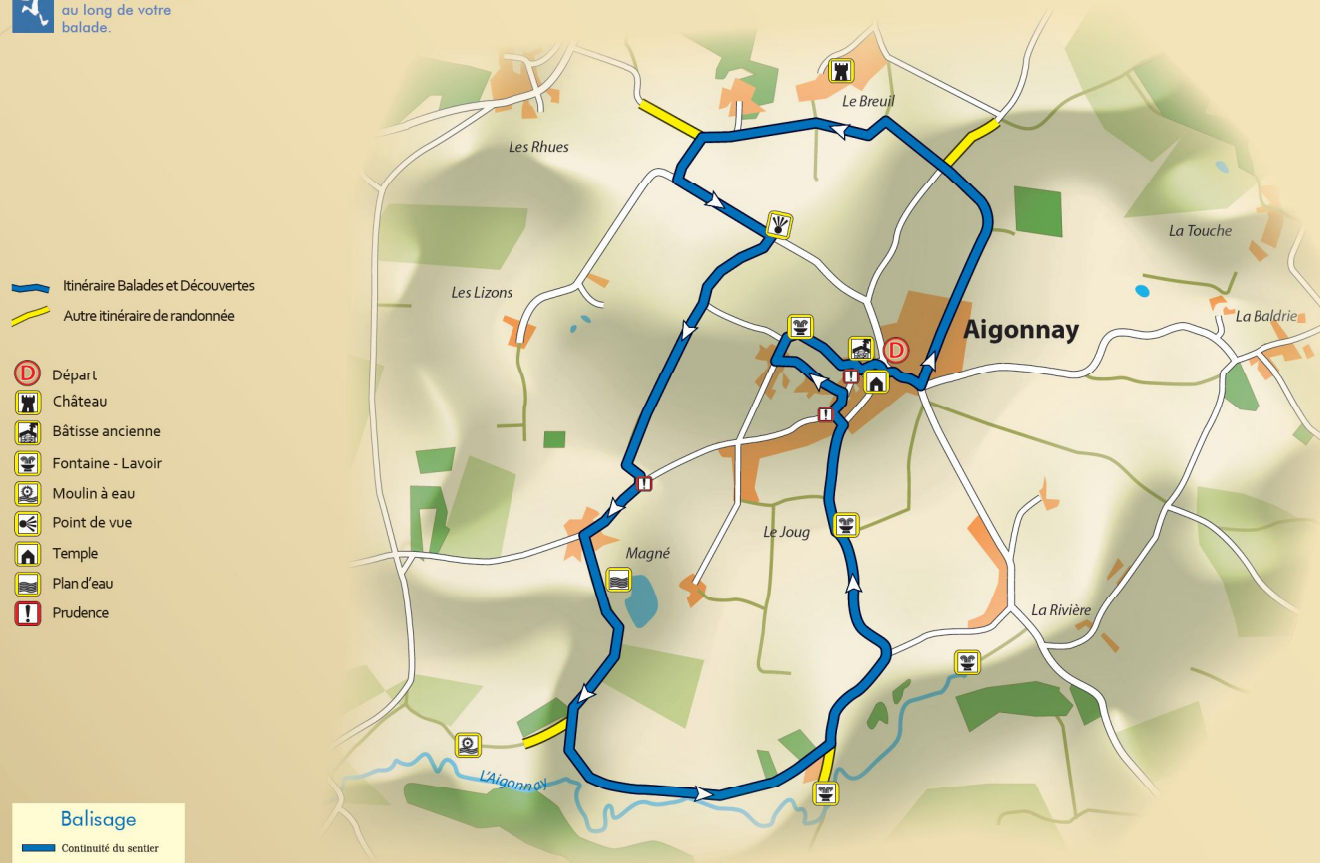 au long de votre
balade.
Itinéraire Balades et Découvertes
Autre itinéraire de randonnée
D Départ
Château
Bâtisse ancienne
Fontaine - Lavoir
Moulin à eau
Point de vue
Temple
Plan d'eau
! Prudence
Balisage
Continuité du sentier
Le Breuil
Les Rhues
La Touche
Les Lizons
La Baldrie
Aigonnay
D
!
!
!
Le Joug
Magné
La Rivière
L'Aigonnay